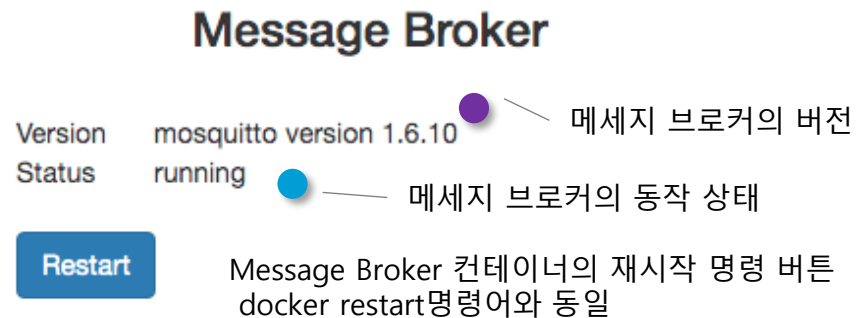 Message Broker
Version mosquitto version 1.6.10
메세지 브로커의 버전
Status running
메세지 브로커의 동작 상태
Restart
Message Broker 컨테이너의 재시작 명령 버튼
docker restart명령어와 동일